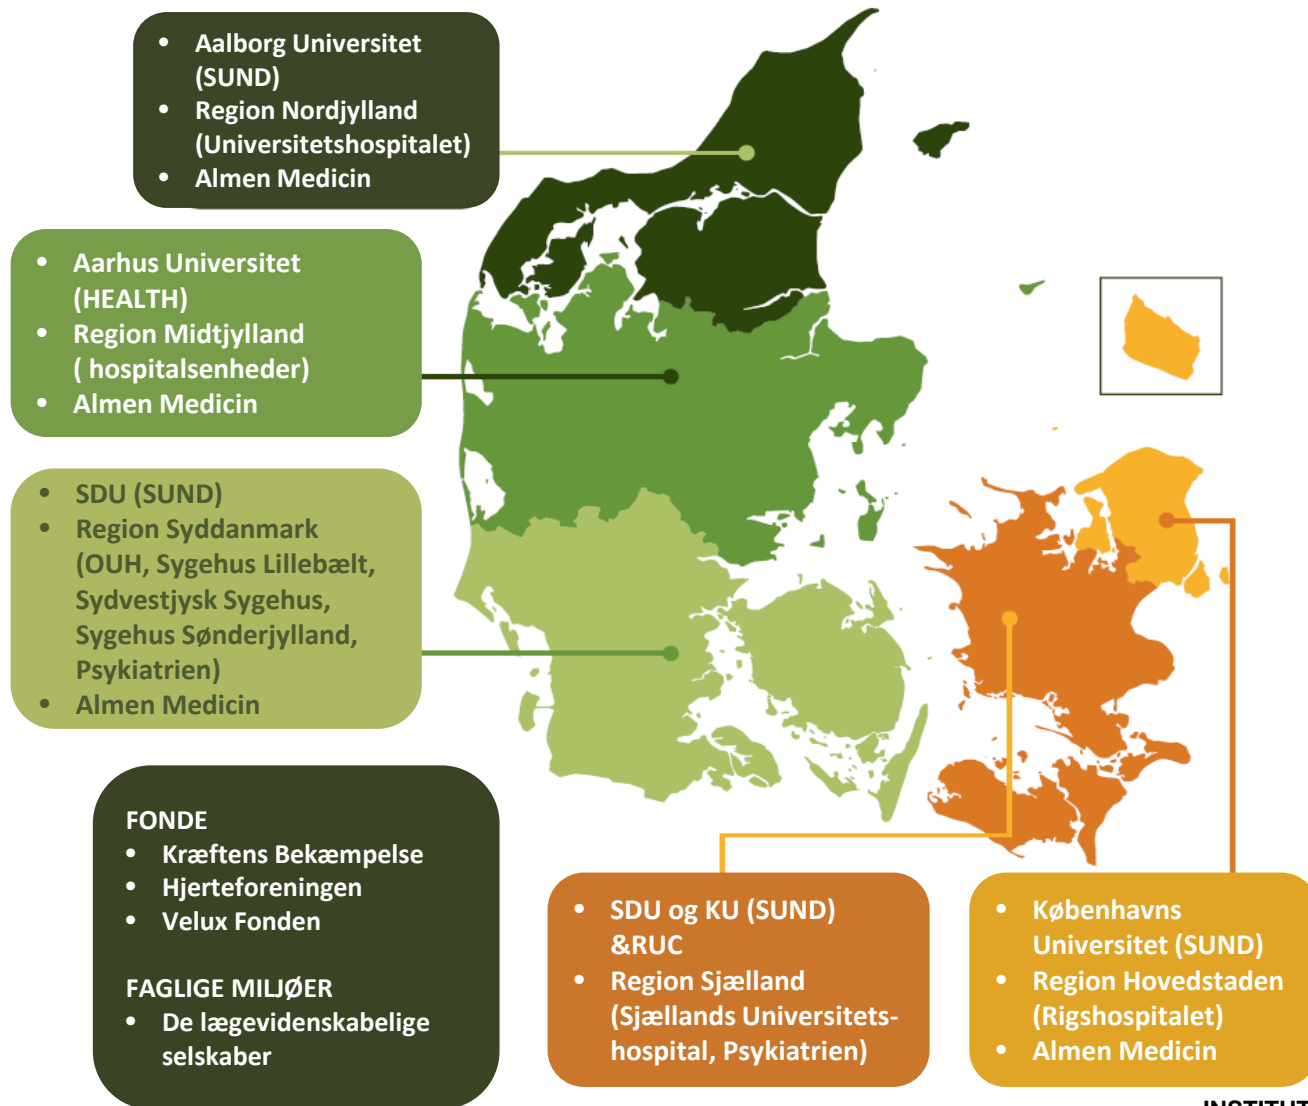 • Aalborg Universitet
(SUND)
• Region Nordjylland
(Universitetshospitalet)
• Almen Medicin
• Aarhus Universitet
(HEALTH)
• Region Midtjylland
( hospitalsenheder)
• Almen Medicin
• SDU (SUND)
• Region Syddanmark
(OUH, Sygehus Lillebælt,
Sydvestjysk Sygehus,
Sygehus Sønderjylland,
Psykiatrien)
• Almen Medicin
FONDE
• Kræftens Bekæmpelse
• Hjerteforeningen
• Velux Fonden
FAGLIGE MILJØER
• De lægevidenskabelige
selskaber
• SDU og KU (SUND)
&RUC
• Region Sjælland
(Sjællands Universitets-
hospital, Psykiatrien)
• Københavns
Universitet (SUND)
• Region Hovedstaden
(Rigshospitalet)
• Almen Medicin
INSTITUT